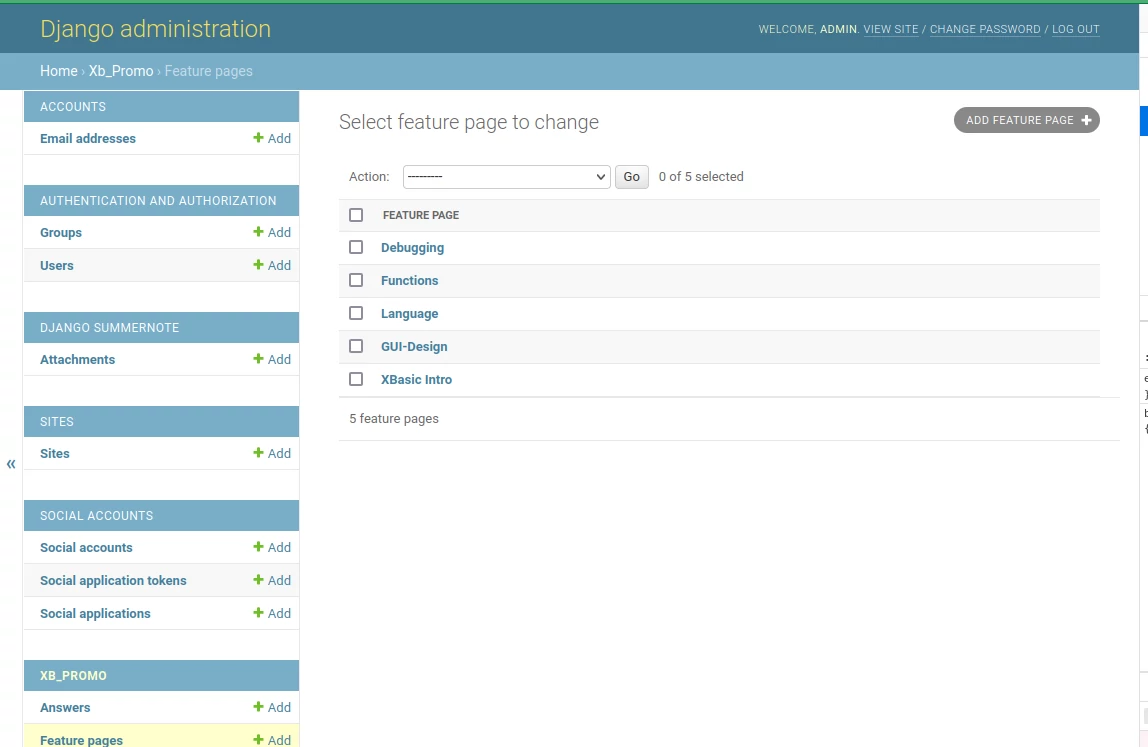 Django administration
WELCOME, ADMIN. VIEW SITE / CHANGE PASSWORD / LOG OUT
Home › Xb_Promo › Feature pages
ACCOUNTS
Email addresses
Add
AUTHENTICATION AND AUTHORIZATION
Groups
Add
Users
Add
DJANGO SUMMERNOTE
Attachments
Add
SITES
Sites
Add
SOCIAL ACCOUNTS
Social accounts
Add
Social application tokens
Add
Social applications
Add
XB_PROMO
Answers
Add
Feature pages
Add
«
Select feature page to change
ADD FEATURE PAGE
Action: --------- Go 0 of 5 selected
FEATURE PAGE
Debugging
Functions
Language
GUI-Design
XBasic Intro
5 feature pages